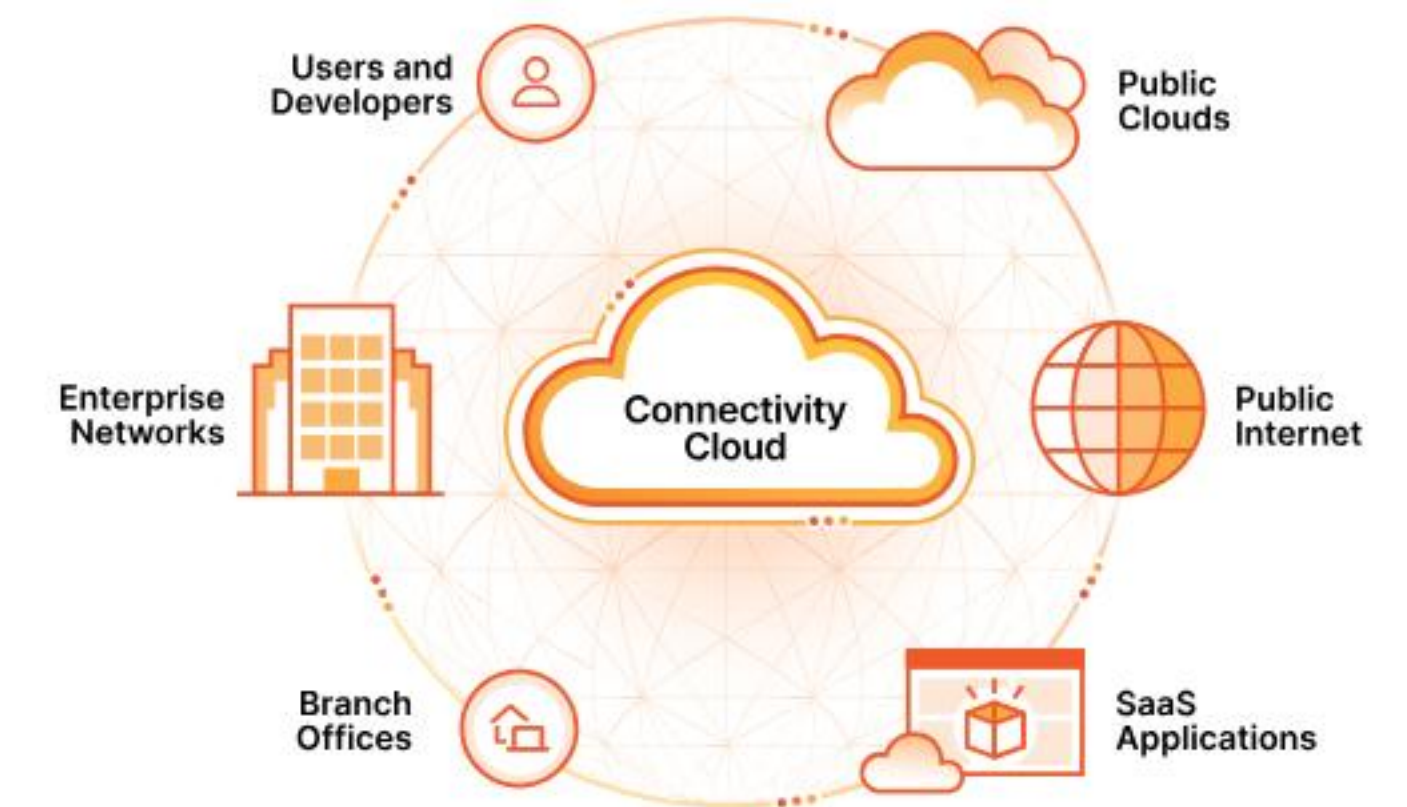 Users and
Developers
Public
Clouds
Enterprise
Networks
Connectivity
Cloud
Public
Internet
Branch
Offices
SaaS
Applications